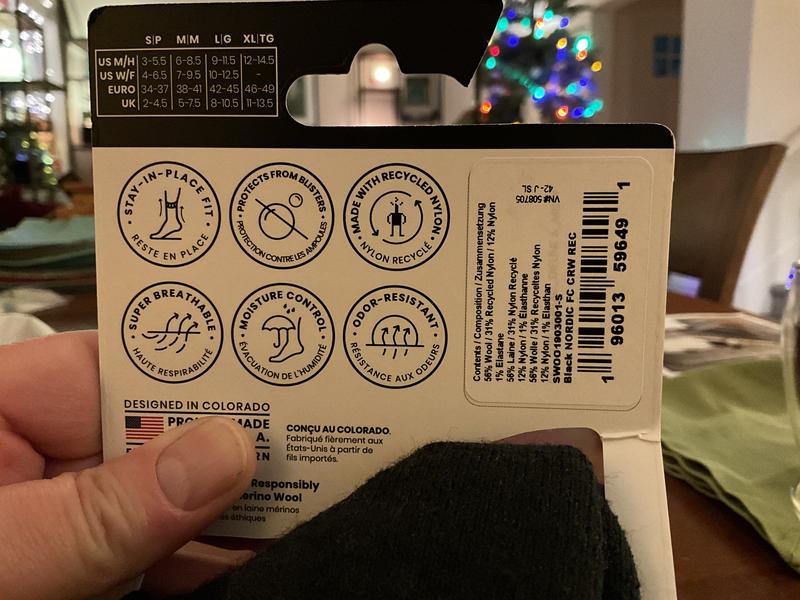 S|P M|M L|G XL|TG
US M/H 3-5.5 6-8.5 9-11.5 12-14.5
US W/F 4-6.5 7-9.5 10-12.5 -
EURO 34-37 38-41 42-45 46-49
UK 2-4.5 5-7.5 8-10.5 11-13.5
• STAY-IN-PLACE FIT •
RESTE EN PLACE
• PROTECTS FROM BLISTERS •
PROTECTION CONTRE LES AMPOULES
• MADE WITH RECYCLED NYLON •
NYLON RECYCLÉ
• SUPER BREATHABLE •
HAUTE RESPIRABILITÉ
• MOISTURE CONTROL •
ÉVACUATION DE L'HUMIDITÉ
• ODOR-RESISTANT •
RÉSISTANCE AUX ODEURS
Contents / Composition / Zusammensetzung
56% Wool / 31% Recycled Nylon / 12% Nylon
1% Elastane
56% Laine / 31% Nylon Recyclé
12% Nylon / 1% Elasthanne
56% Wolle / 31% Recyceltes Nylon
12% Nylon / 1% Elasthan
SW001903001-S
Black NORDIC FC CRW REC
1 96013 59649 1
VN# 508705
42- J SL
DESIGNED IN COLORADO
MADE
A.
CONÇU AU COLORADO.
Fabriqué fièrement aux
États-Unis à partir de
fils importés.
Responsibly
Merino Wool
en laine mérinos
éthiques